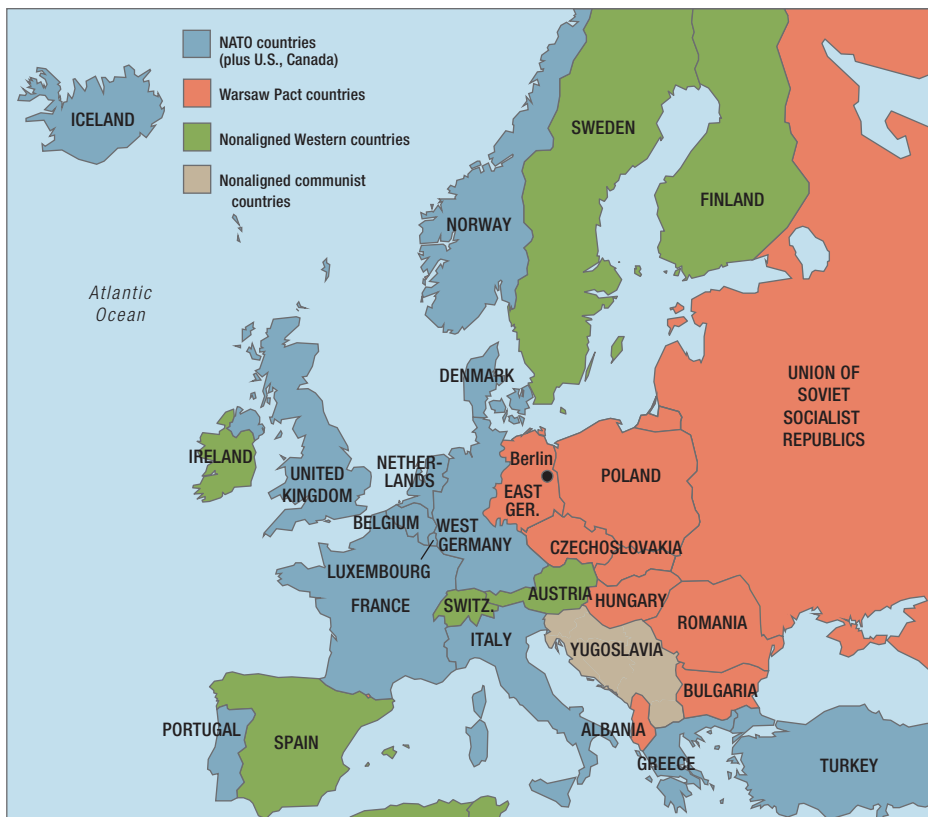 NATO countries
(plus U.S., Canada)
Warsaw Pact countries
Nonaligned Western countries
Nonaligned communist
countries
ICELAND
SWEDEN
FINLAND
NORWAY
Atlantic
Ocean
UNION OF
SOVIET
SOCIALIST
REPUBLICS
DENMARK
IRELAND
UNITED
KINGDOM
NETHER-
LANDS
Berlin
EAST
GER.
POLAND
BELGIUM
WEST
GERMANY
LUXEMBOURG
CZECHOSLOVAKIA
FRANCE
SWITZ.
AUSTRIA
HUNGARY
ROMANIA
ITALY
YUGOSLAVIA
BULGARIA
PORTUGAL
SPAIN
ALBANIA
GREECE
TURKEY